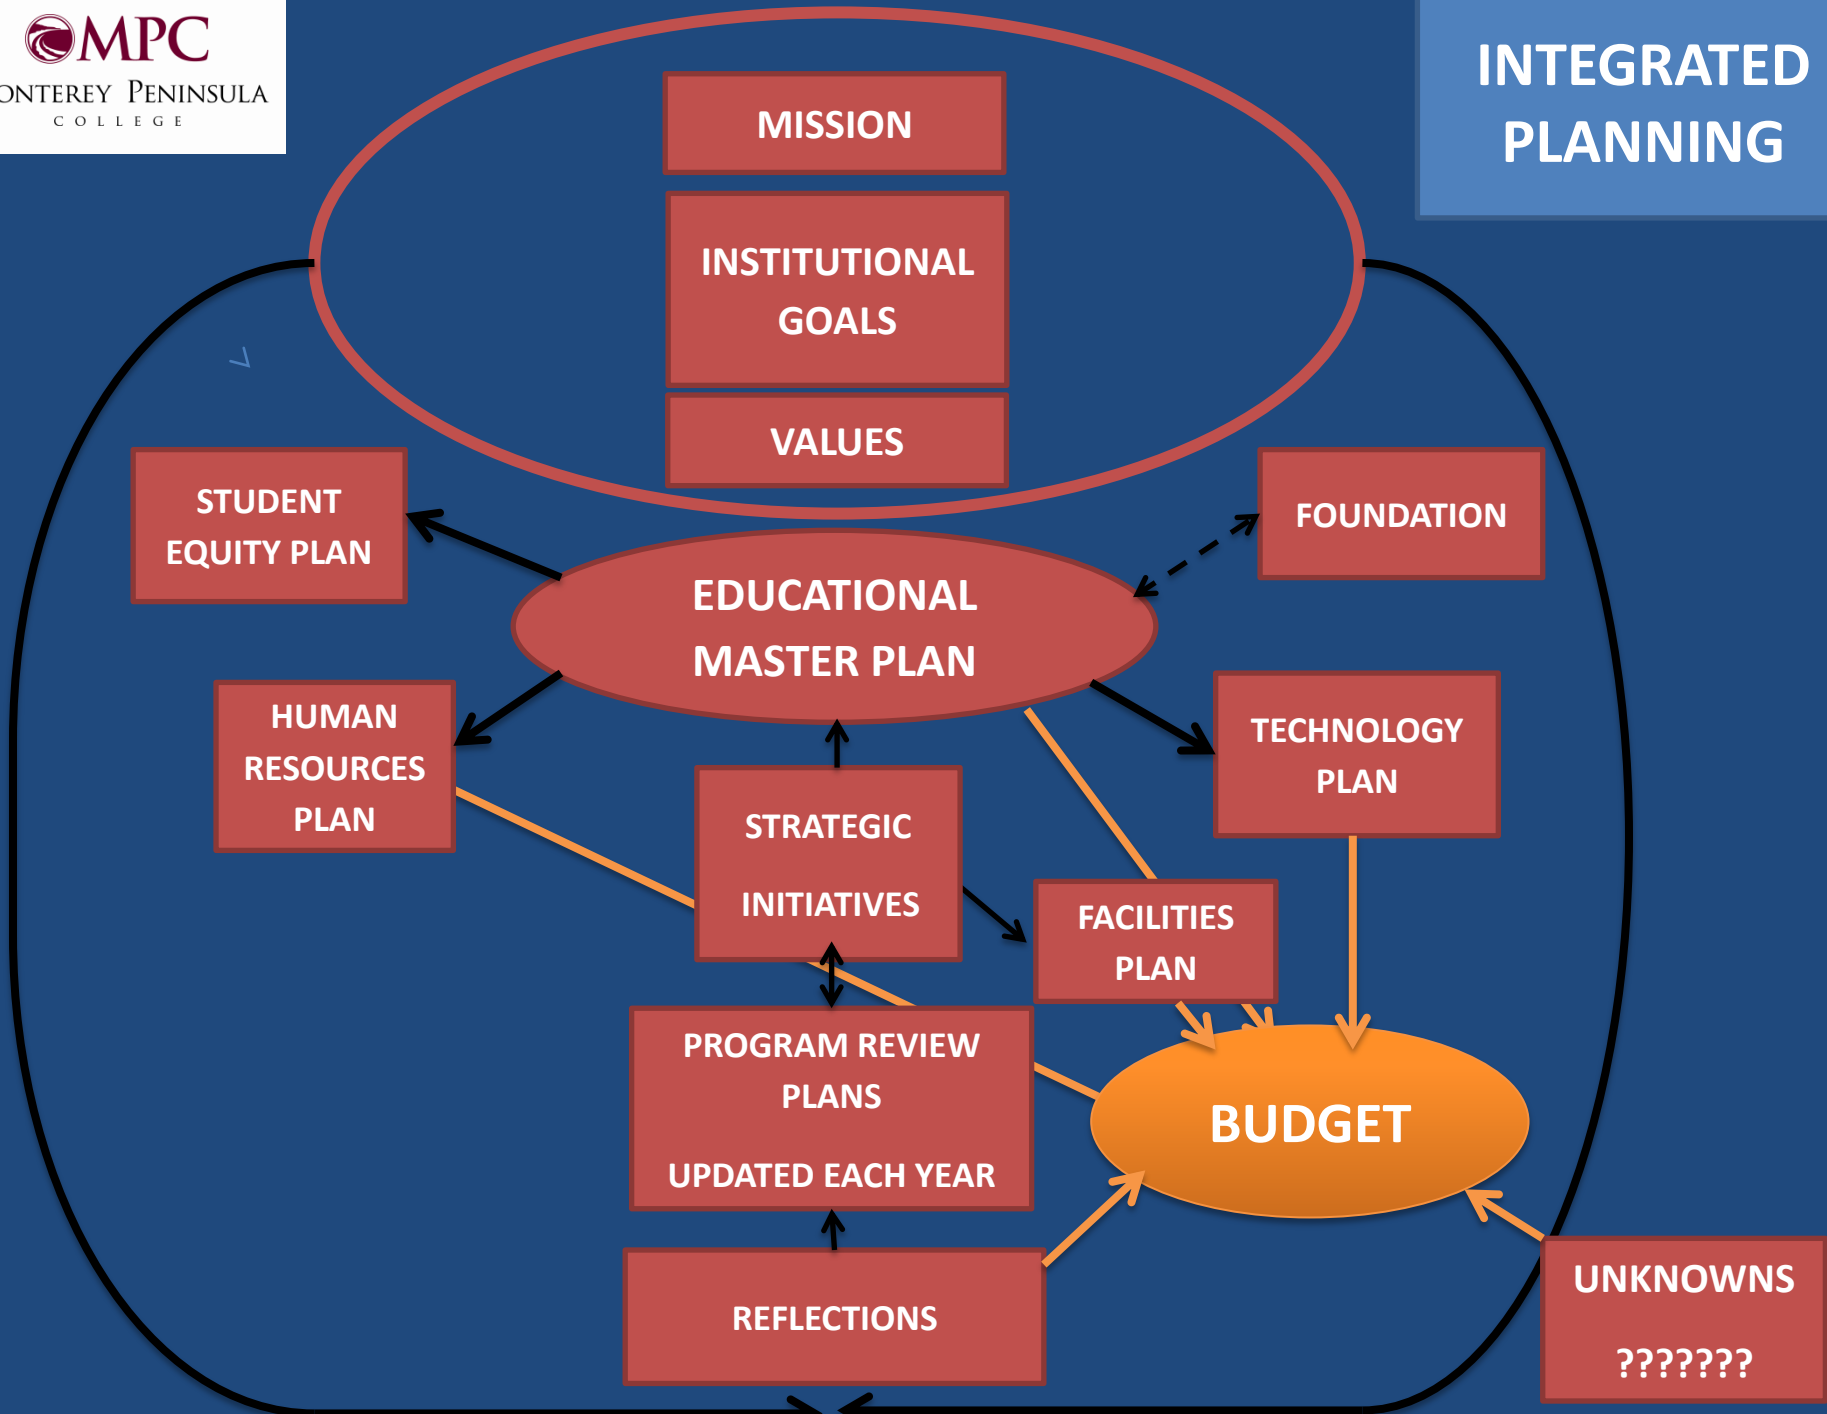 MPC
ONTEREY PENINSULA
COLLEGE
INTEGRATED
PLANNING
MISSION
INSTITUTIONAL
GOALS
VALUES
STUDENT
EQUITY PLAN
FOUNDATION
EDUCATIONAL
MASTER PLAN
HUMAN
RESOURCES
PLAN
TECHNOLOGY
PLAN
STRATEGIC
INITIATIVES
FACILITIES
PLAN
PROGRAM REVIEW
PLANS
UPDATED EACH YEAR
BUDGET
REFLECTIONS
UNKNOWNS
???????